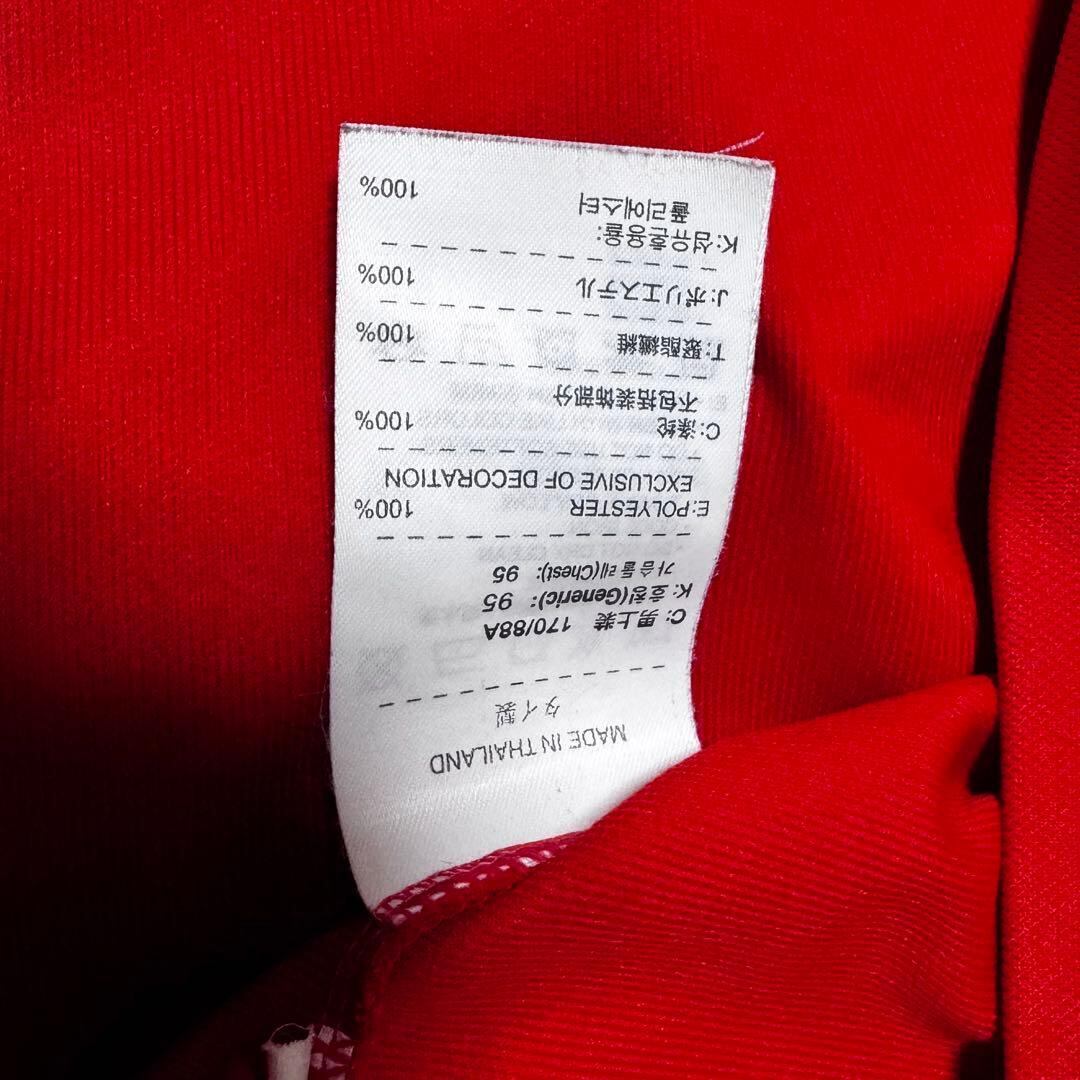 MADE IN THAILAND
タイ製
C: 男上装 170/88A
K: 호칭(Generic): 95
가슴둘레(Chest): 95
E:POLYESTER 100%
EXCLUSIVE OF DECORATION
C:涤纶 100%
不包括装饰部分
T:聚酯纖維 100%
J:ポリエステル 100%
K:섬유혼용율:
폴리에스터 100%